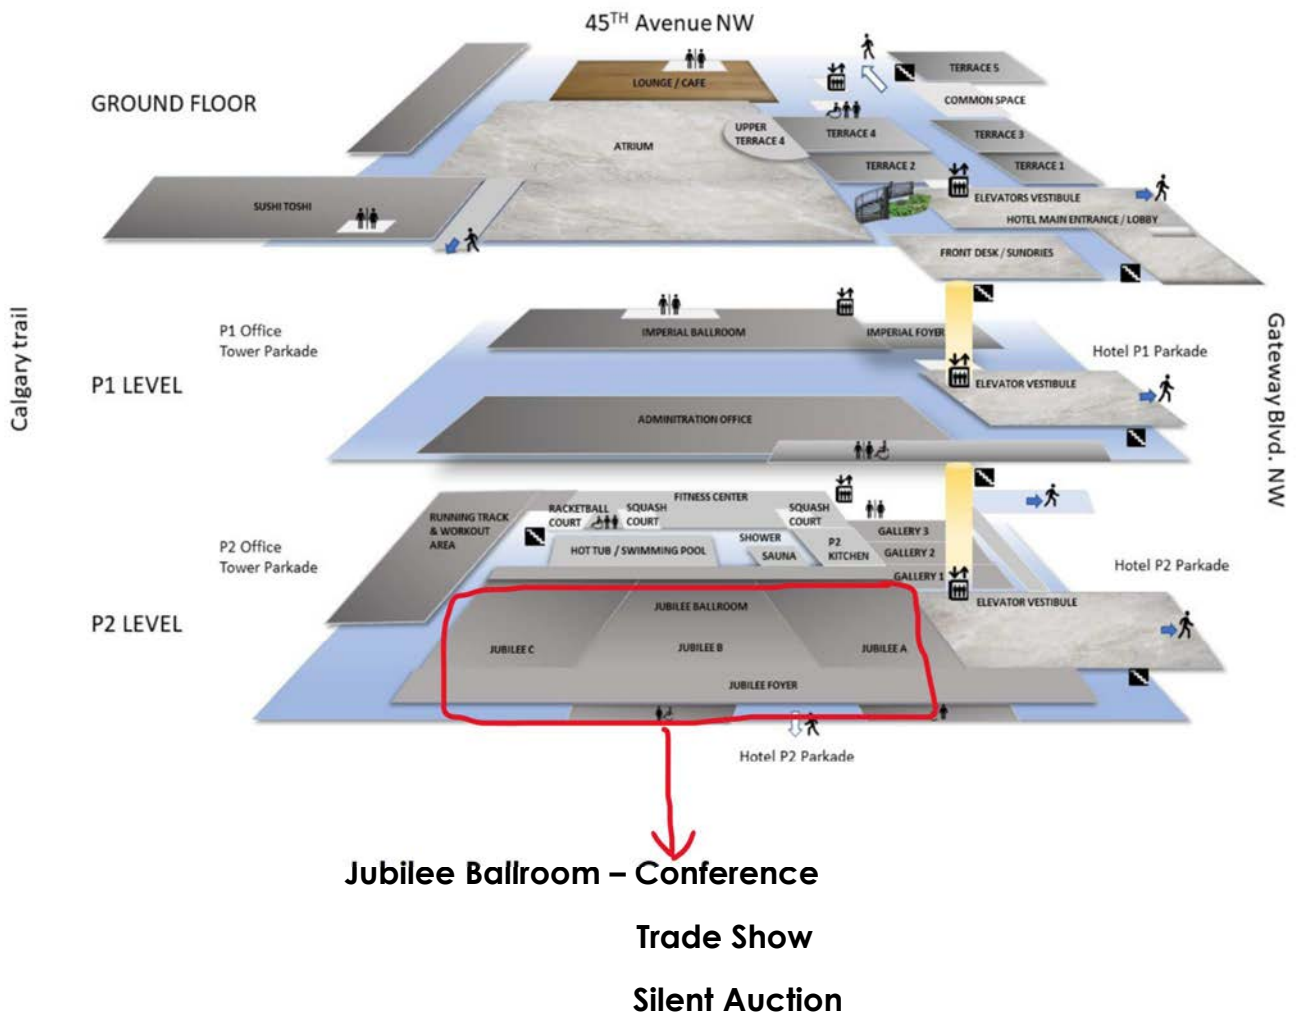 45TH Avenue NW
GROUND FLOOR
LOUNGE / CAFE
TERRACE 5
COMMON SPACE
UPPER
TERRACE 4
TERRACE 4
TERRACE 3
ATRIUM
TERRACE 2
TERRACE 1
SUSHI TOSHI
ELEVATORS VESTIBULE
HOTEL MAIN ENTRANCE / LOBBY
FRONT DESK / SUNDRIES
Calgary trail
Gateway Blvd. NW
P1 Office
Tower Parkade
P1 LEVEL
IMPERIAL BALLROOM
IMPERIAL FOYER
Hotel P1 Parkade
ELEVATOR VESTIBULE
ADMINITRATION OFFICE
P2 Office
Tower Parkade
P2 LEVEL
RUNNING TRACK
& WORKOUT
AREA
FITNESS CENTER
RACKETBALL
COURT
SQUASH
COURT
SQUASH
COURT
HOT TUB / SWIMMING POOL
SHOWER
SAUNA
P2
KITCHEN
GALLERY 3
GALLERY 2
GALLERY 1
Hotel P2 Parkade
ELEVATOR VESTIBULE
JUBILEE BALLROOM
JUBILEE C
JUBILEE B
JUBILEE A
JUBILEE FOYER
Hotel P2 Parkade
Jubilee Ballroom – Conference
Trade Show
Silent Auction